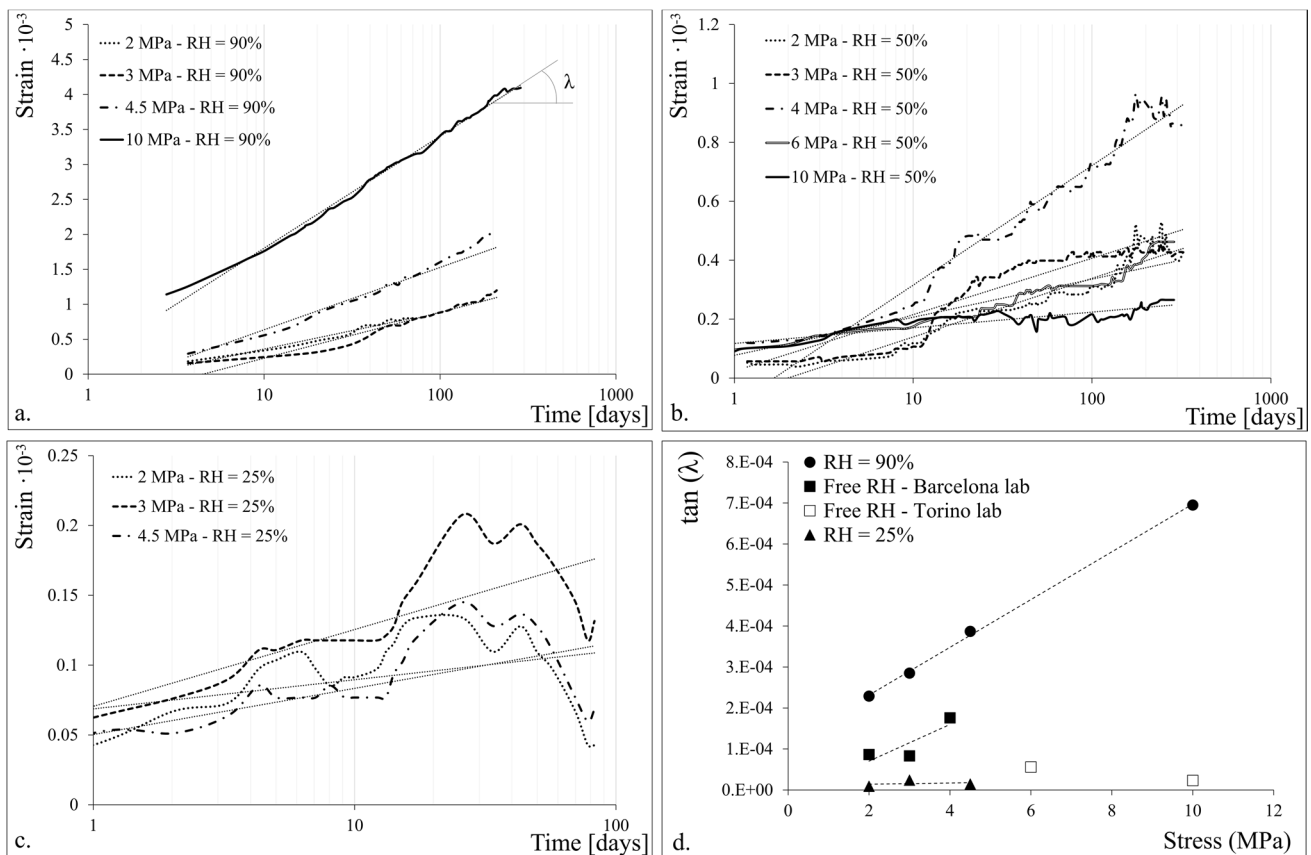 Strain ·10-3
5
4.5
4
3.5
3
2.5
2
1.5
1
0.5
0
2 MPa - RH = 90%
3 MPa - RH = 90%
4.5 MPa - RH = 90%
10 MPa - RH = 90%
λ
1
10
100
1000
Time [days]
a.
Strain ·10-3
1.2
1
0.8
0.6
0.4
0.2
0
2 MPa - RH = 50%
3 MPa - RH = 50%
4 MPa - RH = 50%
6 MPa - RH = 50%
10 MPa - RH = 50%
1
10
100
1000
Time [days]
b.
Strain ·10-3
0.25
0.2
0.15
0.1
0.05
0
2 MPa - RH = 25%
3 MPa - RH = 25%
4.5 MPa - RH = 25%
1
10
100
Time [days]
c.
tan (λ)
8.E-04
7.E-04
6.E-04
5.E-04
4.E-04
3.E-04
2.E-04
1.E-04
0.E+00
RH = 90%
Free RH - Barcelona lab
Free RH - Torino lab
RH = 25%
0
2
4
6
8
10
12
Stress (MPa)
d.